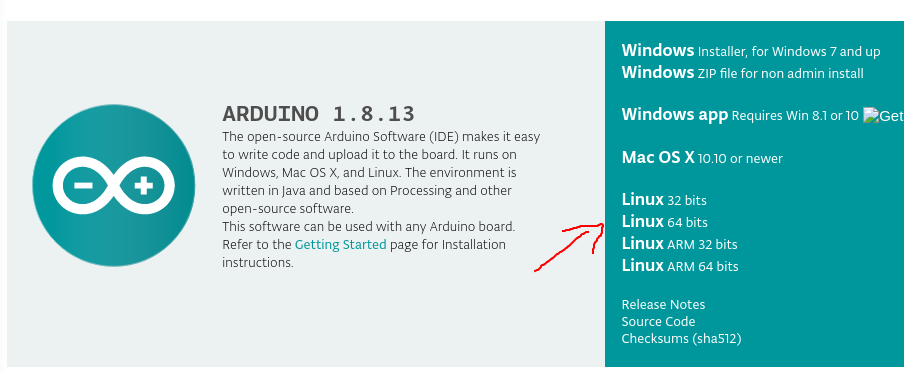 ARDUINO 1.8.13
The open-source Arduino Software (IDE) makes it easy
to write code and upload it to the board. It runs on
Windows, Mac OS X, and Linux. The environment is
written in Java and based on Processing and other
open-source software.
This software can be used with any Arduino board.
Refer to the Getting Started page for Installation
instructions.
Windows Installer, for Windows 7 and up
Windows ZIP file for non admin install
Windows app Requires Win 8.1 or 10 Get
Mac OS X 10.10 or newer
Linux 32 bits
Linux 64 bits
Linux ARM 32 bits
Linux ARM 64 bits
Release Notes
Source Code
Checksums (sha512)